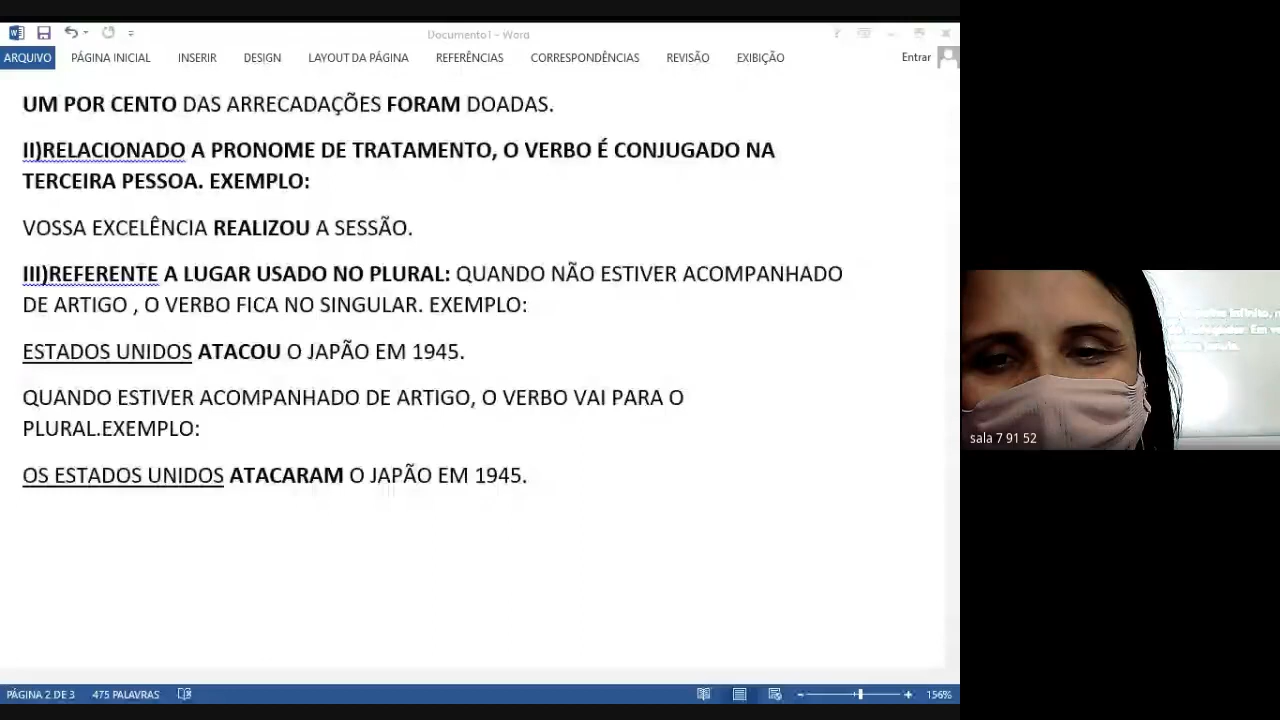 Documento1 - Word
?
ARQUIVO PÁGINA INICIAL INSERIR DESIGN LAYOUT DA PÁGINA REFERÊNCIAS CORRESPONDÊNCIAS REVISÃO EXIBIÇÃO Entrar
UM POR CENTO DAS ARRECADAÇÕES FORAM DOADAS.
II)RELACIONADO A PRONOME DE TRATAMENTO, O VERBO É CONJUGADO NA
TERCEIRA PESSOA. EXEMPLO:
VOSSA EXCELÊNCIA REALIZOU A SESSÃO.
III)REFERENTE A LUGAR USADO NO PLURAL: QUANDO NÃO ESTIVER ACOMPANHADO
DE ARTIGO , O VERBO FICA NO SINGULAR. EXEMPLO:
ESTADOS UNIDOS ATACOU O JAPÃO EM 1945.
QUANDO ESTIVER ACOMPANHADO DE ARTIGO, O VERBO VAI PARA O
PLURAL.EXEMPLO:
OS ESTADOS UNIDOS ATACARAM O JAPÃO EM 1945.
sala 7 91 52
PÁGINA 2 DE 3 475 PALAVRAS 156%